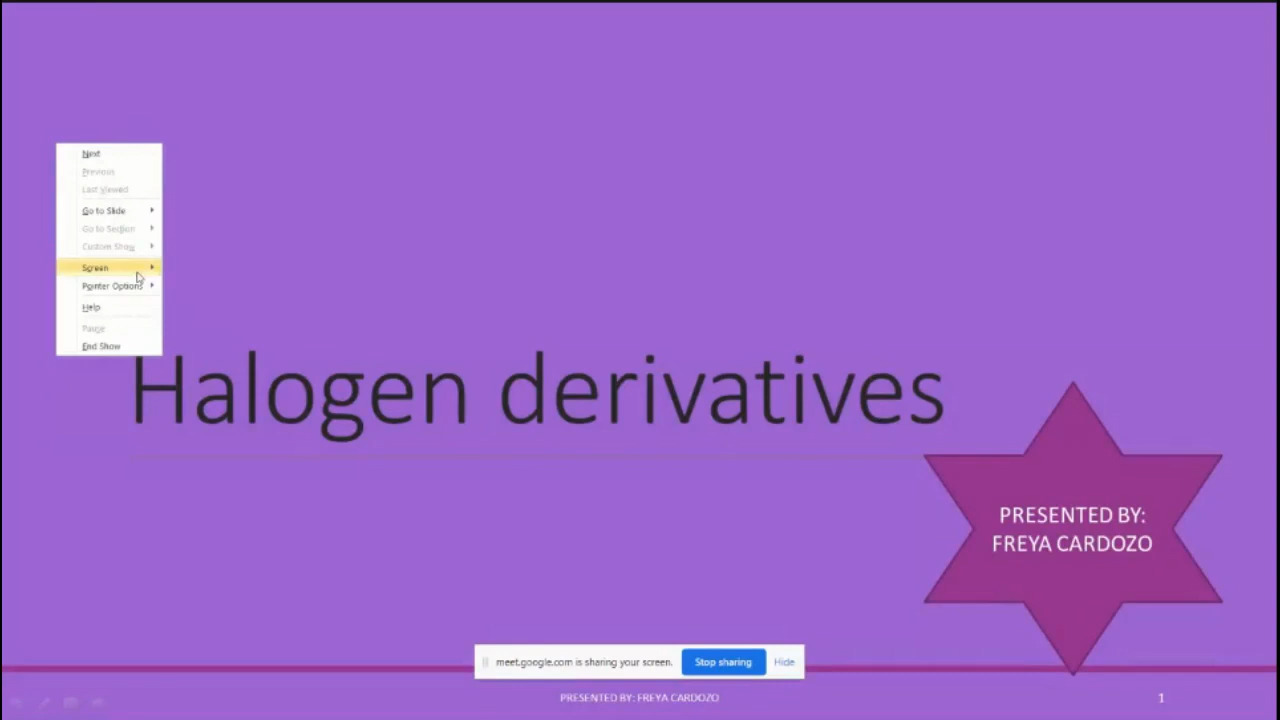 Next
Previous
Last Viewed
Go to Slide
Go to Section
Custom Show
Screen
Pointer Options
Help
Pause
End Show
Halogen derivatives
PRESENTED BY:
FREYA CARDOZO
meet.google.com is sharing your screen.
Stop sharing
Hide
PRESENTED BY: FREYA CARDOZO
1